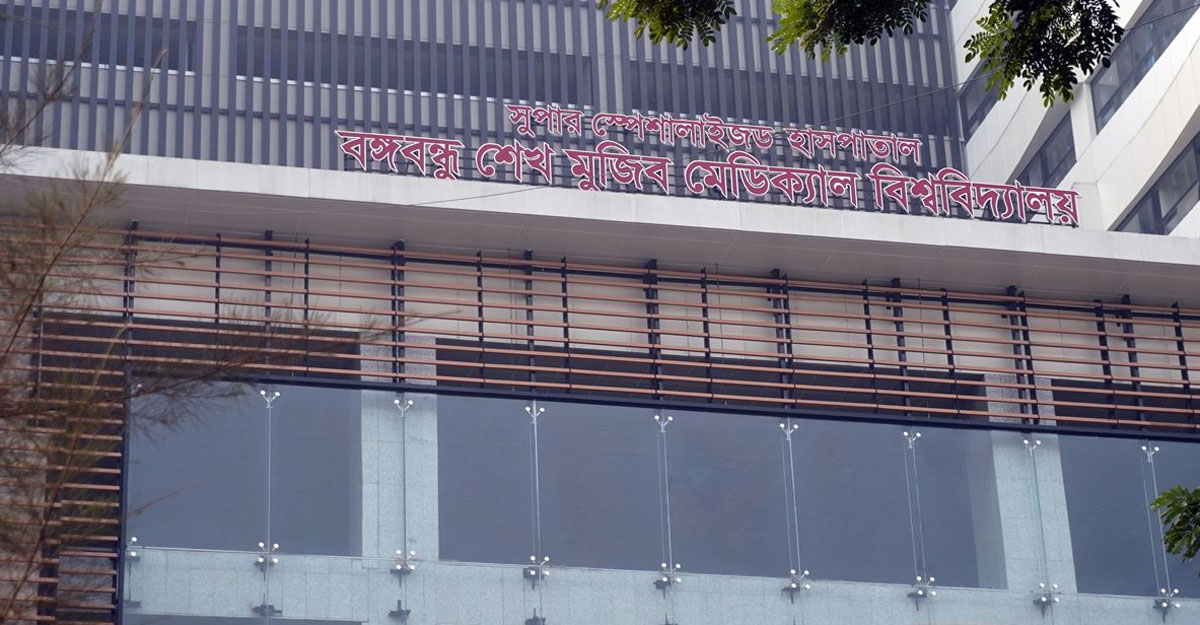 সুপার স্পেশালাইজড হাসপাতাল
বঙ্গবন্ধু শেখ মুজিব মেডিক্যাল বিশ্ববিদ্যালয়